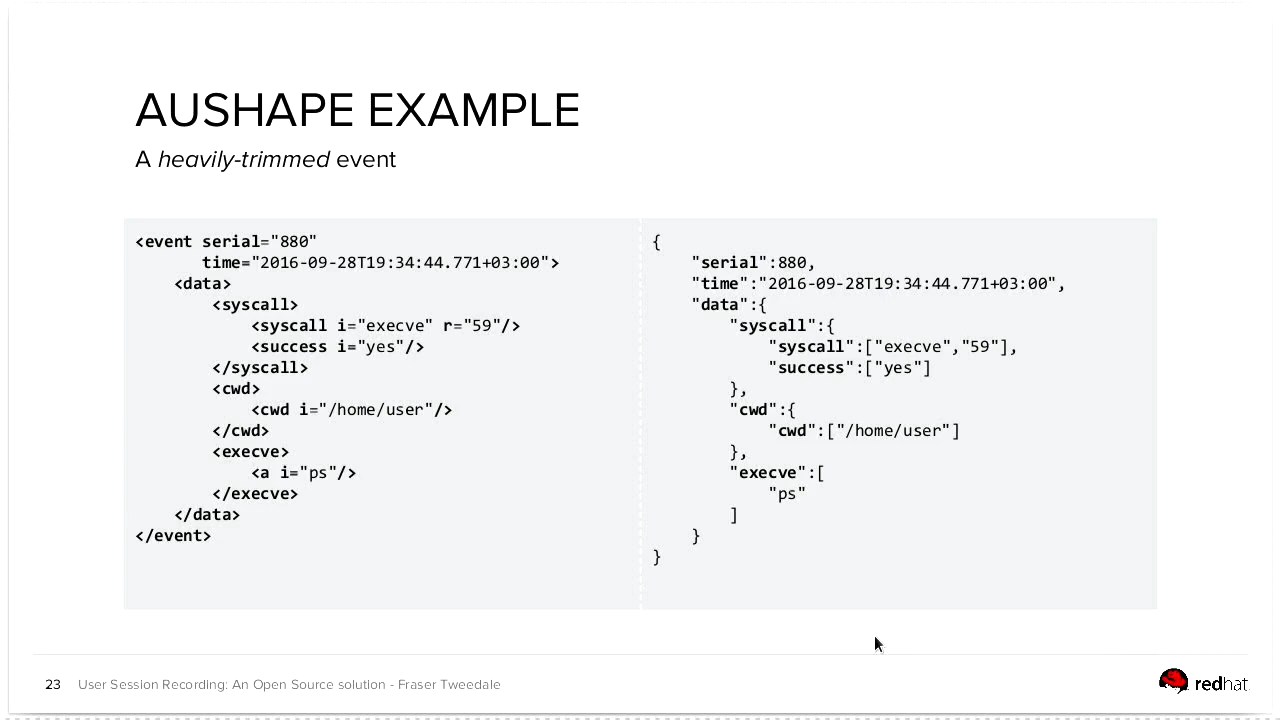 AUSHAPE EXAMPLE
A heavily-trimmed event
<event serial="880"
       time="2016-09-28T19:34:44.771+03:00">
    <data>
        <syscall>
            <syscall i="execve" r="59"/>
            <success i="yes"/>
        </syscall>
        <cwd>
            <cwd i="/home/user"/>
        </cwd>
        <execve>
            <a i="ps"/>
        </execve>
    </data>
</event>
{
    "serial":880,
    "time":"2016-09-28T19:34:44.771+03:00",
    "data":{
        "syscall":{
            "syscall":["execve","59"],
            "success":["yes"]
        },
        "cwd":{
            "cwd":["/home/user"]
        },
        "execve":[
            "ps"
        ]
    }
}
23 User Session Recording: An Open Source solution - Fraser Tweedale
redhat.